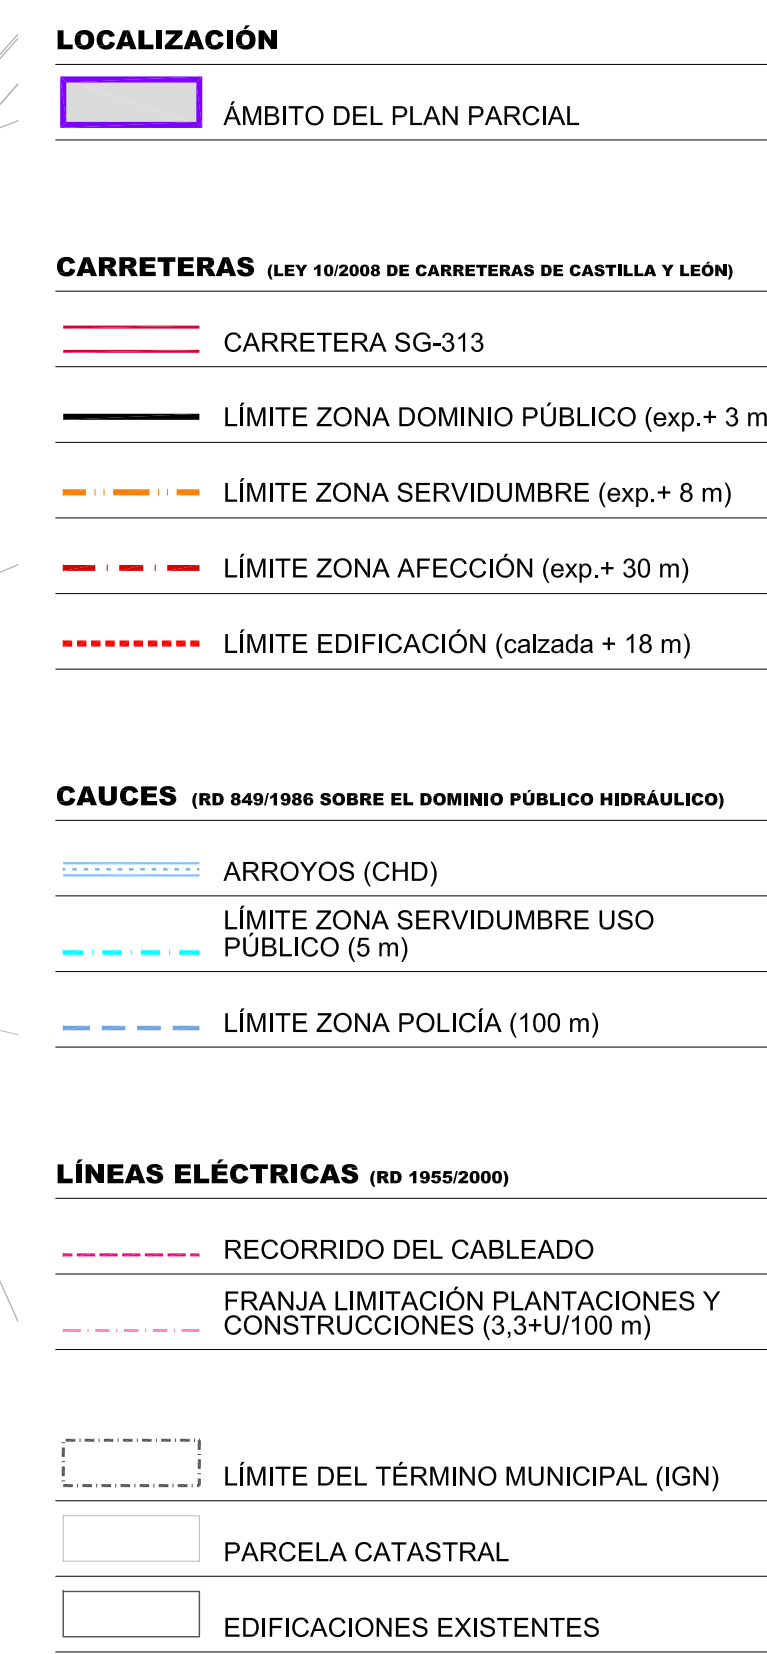 LOCALIZACIÓN
ÁMBITO DEL PLAN PARCIAL
CARRETERAS (LEY 10/2008 DE CARRETERAS DE CASTILLA Y LEÓN)
CARRETERA SG-313
LÍMITE ZONA DOMINIO PÚBLICO (exp.+ 3 m
LÍMITE ZONA SERVIDUMBRE (exp.+ 8 m)
LÍMITE ZONA AFECCIÓN (exp.+ 30 m)
LÍMITE EDIFICACIÓN (calzada + 18 m)
CAUCES (RD 849/1986 SOBRE EL DOMINIO PÚBLICO HIDRÁULICO)
ARROYOS (CHD)
LÍMITE ZONA SERVIDUMBRE USO
PÚBLICO (5 m)
LÍMITE ZONA POLICÍA (100 m)
LÍNEAS ELÉCTRICAS (RD 1955/2000)
RECORRIDO DEL CABLEADO
FRANJA LIMITACIÓN PLANTACIONES Y
CONSTRUCCIONES (3,3+U/100 m)
LÍMITE DEL TÉRMINO MUNICIPAL (IGN)
PARCELA CATASTRAL
EDIFICACIONES EXISTENTES